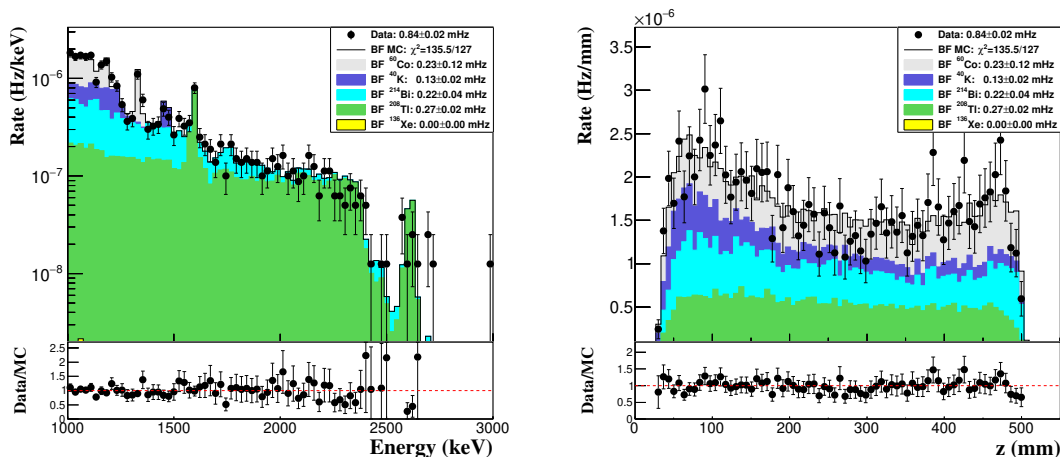 Rate (Hz/keV)
10⁻⁶
10⁻⁷
10⁻⁸
Data: 0.84±0.02 mHz
BF MC: χ²=135.5/127
BF ⁶⁰Co: 0.23±0.12 mHz
BF ⁴⁰K: 0.13±0.02 mHz
BF ²¹⁴Bi: 0.22±0.04 mHz
BF ²⁰⁸Tl: 0.27±0.02 mHz
BF ¹³⁶Xe: 0.00±0.00 mHz
Data/MC
2.5
2
1.5
1
0.5
0
1000 1500 2000 2500 3000
Energy (keV)
×10⁻⁶
Rate (Hz/mm)
3.5
3
2.5
2
1.5
1
0.5
Data: 0.84±0.02 mHz
BF MC: χ²=135.5/127
BF ⁶⁰Co: 0.23±0.12 mHz
BF ⁴⁰K: 0.13±0.02 mHz
BF ²¹⁴Bi: 0.22±0.04 mHz
BF ²⁰⁸Tl: 0.27±0.02 mHz
BF ¹³⁶Xe: 0.00±0.00 mHz
Data/MC
2
1.5
1
0.5
0
0 100 200 300 400 500
z (mm)